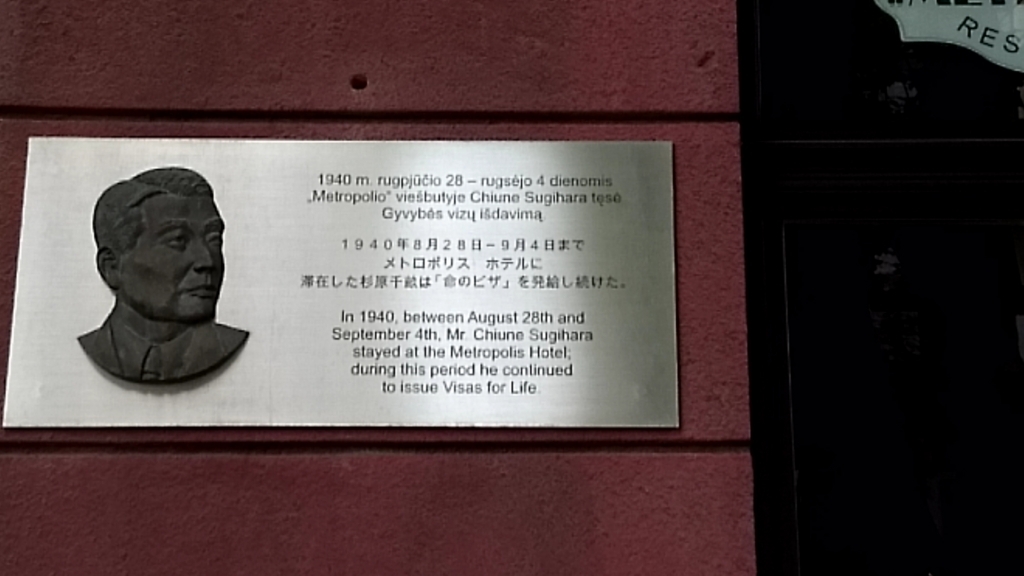 1940 m. rugpjūčio 28 – rugsėjo 4 dienomis
„Metropolio" viešbutyje Chiune Sugihara tęsė
Gyvybės vizų išdavimą.
1940年8月28日－9月4日まで
メトロポリス ホテルに
滞在した杉原千畝は「命のビザ」を発給し続けた。
In 1940, between August 28th and
September 4th, Mr. Chiune Sugihara
stayed at the Metropolis Hotel;
during this period he continued
to issue Visas for Life.
RES